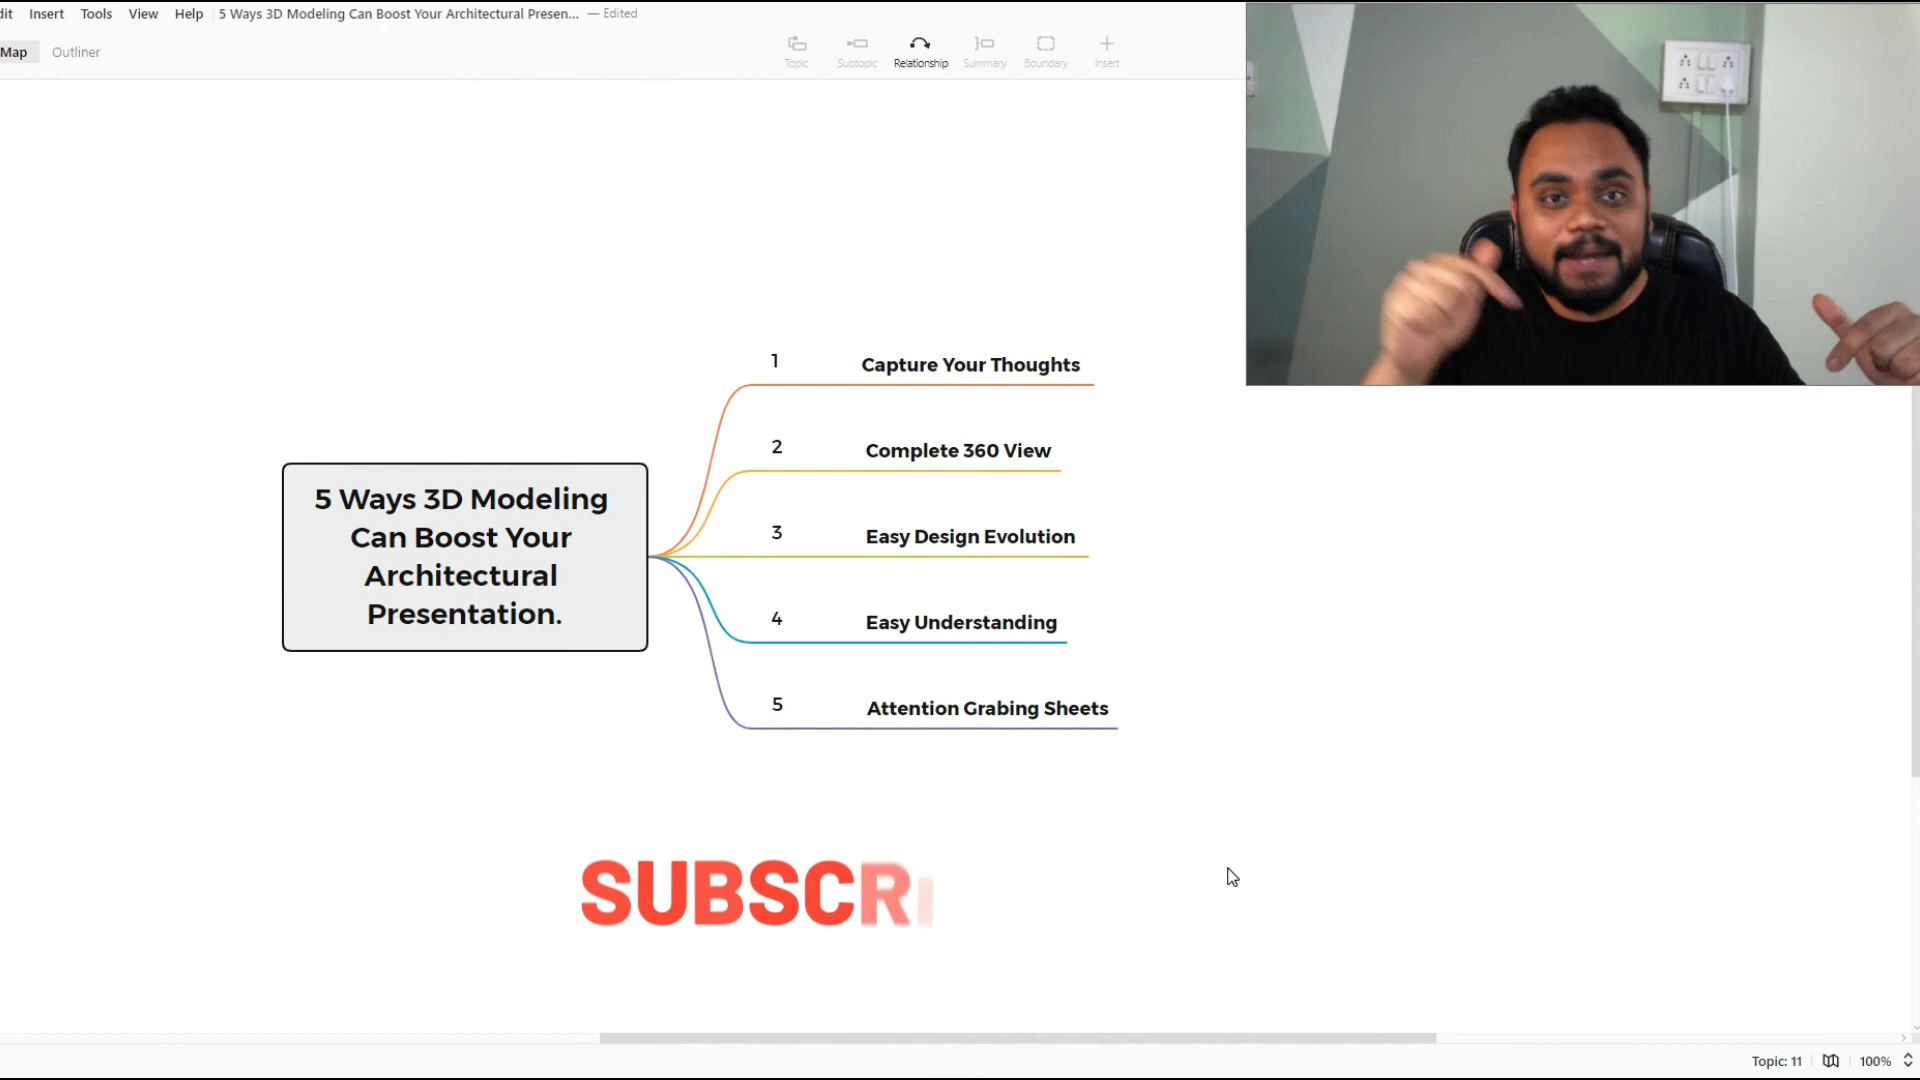 dit Insert Tools View Help 5 Ways 3D Modeling Can Boost Your Architectural Presen... — Edited
Map Outliner
Topic Subtopic Relationship Summary Boundary Insert
1 Capture Your Thoughts
2 Complete 360 View
3 Easy Design Evolution
4 Easy Understanding
5 Attention Grabing Sheets
5 Ways 3D Modeling
Can Boost Your
Architectural
Presentation.
SUBSCRI
Topic: 11 100%